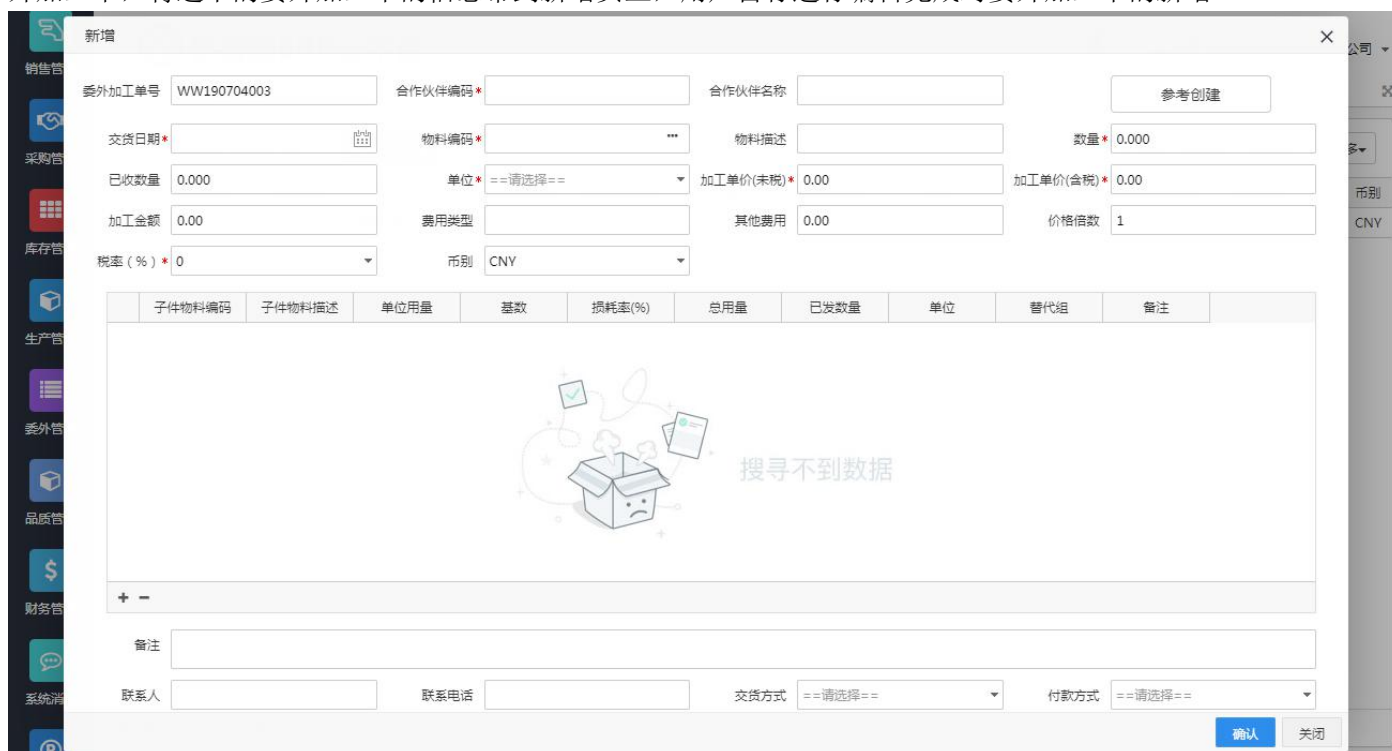 新增
公司
销售管
委外加工单号 WW190704003 合作伙伴编码* 合作伙伴名称 参考创建
交货日期* 物料编码* ... 物料描述 数量* 0.000
采购管
多
已收数量 0.000 单位* ==请选择== 加工单价(未税)* 0.00 加工单价(含税)* 0.00
币别
加工金额 0.00 费用类型 其他费用 0.00 价格倍数 1
CNY
库存管
税率(%)* 0 币别 CNY
子件物料编码 子件物料描述 单位用量 基数 损耗率(%) 总用量 已发数量 单位 替代组 备注
生产管
委外管
搜寻不到数据
品质管
财务管
+ −
备注
系统消
联系人 联系电话 交货方式 ==请选择== 付款方式 ==请选择==
确认 关闭